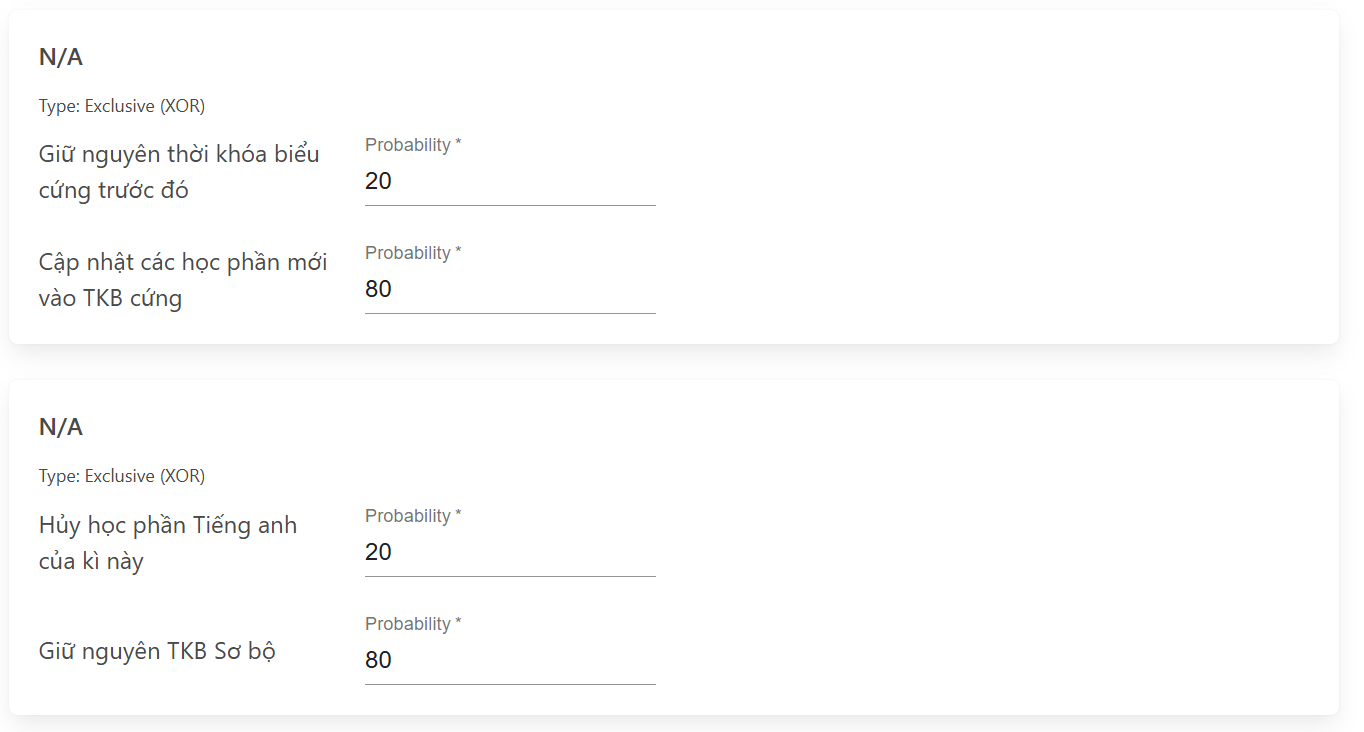 N/A
Type: Exclusive (XOR)
Giữ nguyên thời khóa biểu
cứng trước đó
Probability *
20
Cập nhật các học phần mới
vào TKB cứng
Probability *
80
N/A
Type: Exclusive (XOR)
Hủy học phần Tiếng anh
của kì này
Probability *
20
Giữ nguyên TKB Sơ bộ
Probability *
80